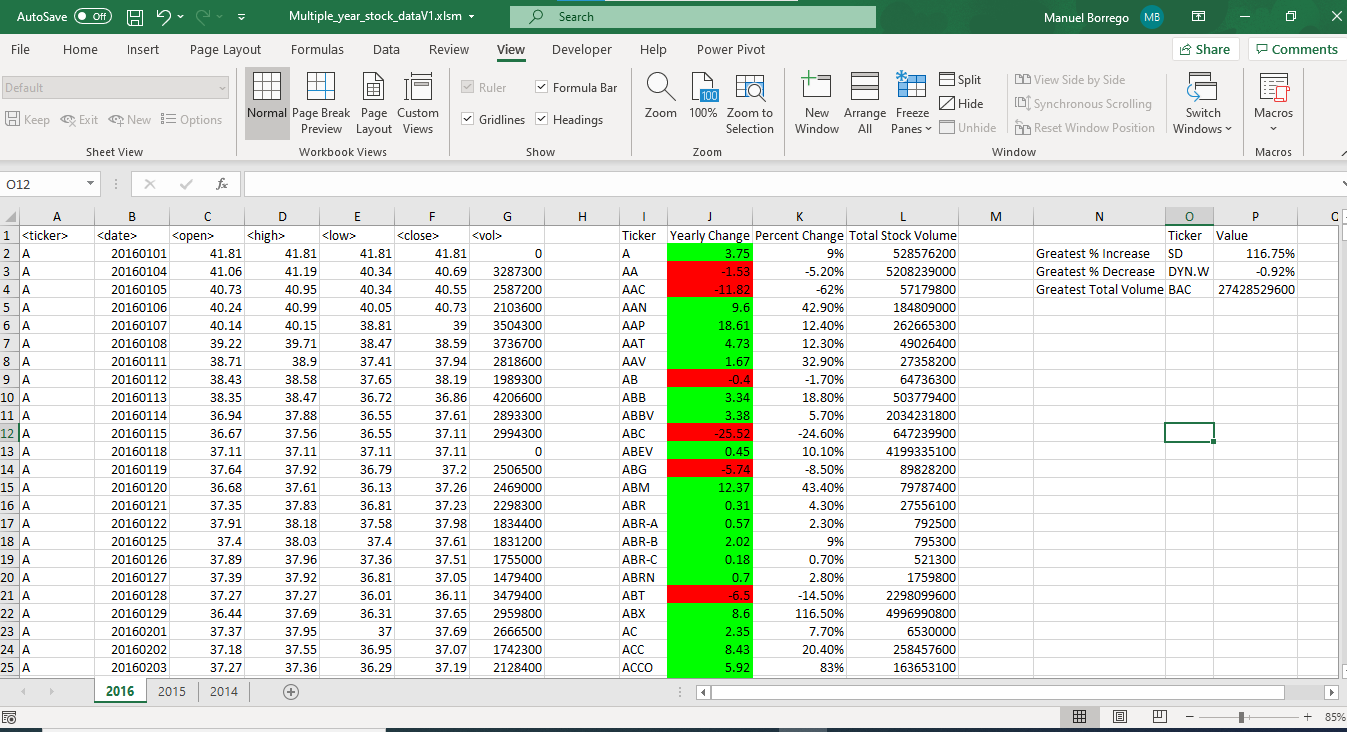 AutoSave Off Multiple_year_stock_dataV1.xlsm Search Manuel Borrego MB
File Home Insert Page Layout Formulas Data Review View Developer Help Power Pivot Share Comments
Default
Keep Exit New Options
Sheet View
Normal Page Break Preview Page Layout Custom Views
Workbook Views
Ruler Formula Bar
Gridlines Headings
Show
Zoom 100 100% Zoom to Selection
Zoom
New Window Arrange All Freeze Panes
Split
Hide
Unhide
View Side by Side
Synchronous Scrolling
Reset Window Position
Switch Windows
Window
Macros
Macros
O12 fx
A B C D E F G H I J K L M N O P
1 <ticker> <date> <open> <high> <low> <close> <vol> Ticker Yearly Change Percent Change Total Stock Volume Ticker Value
2 A 20160101 41.81 41.81 41.81 41.81 0 A 3.75 9% 528576200 Greatest % Increase SD 116.75%
3 A 20160104 41.06 41.19 40.34 40.69 3287300 AA -1.53 -5.20% 5208239000 Greatest % Decrease DYN.W -0.92%
4 A 20160105 40.73 40.95 40.34 40.55 2587200 AAC -11.82 -62% 57179800 Greatest Total Volume BAC 27428529600
5 A 20160106 40.24 40.99 40.05 40.73 2103600 AAN 9.6 42.90% 184809000
6 A 20160107 40.14 40.15 38.81 39 3504300 AAP 18.61 12.40% 262665300
7 A 20160108 39.22 39.71 38.47 38.59 3736700 AAT 4.73 12.30% 49026400
8 A 20160111 38.71 38.9 37.41 37.94 2818600 AAV 1.67 32.90% 27358200
9 A 20160112 38.43 38.58 37.65 38.19 1989300 AB -0.4 -1.70% 64736300
10 A 20160113 38.35 38.47 36.72 36.86 4206600 ABB 3.34 18.80% 503779400
11 A 20160114 36.94 37.88 36.55 37.61 2893300 ABBV 3.38 5.70% 2034231800
12 A 20160115 36.67 37.56 36.55 37.11 2994300 ABC -25.52 -24.60% 647239900
13 A 20160118 37.11 37.11 37.11 37.11 0 ABEV 0.45 10.10% 4199335100
14 A 20160119 37.64 37.92 36.79 37.2 2506500 ABG -5.74 -8.50% 89828200
15 A 20160120 36.68 37.61 36.13 37.26 2469000 ABM 12.37 43.40% 79787400
16 A 20160121 37.35 37.83 36.81 37.23 2298300 ABR 0.31 4.30% 27556100
17 A 20160122 37.91 38.18 37.58 37.98 1834400 ABR-A 0.57 2.30% 792500
18 A 20160125 37.4 38.03 37.4 37.61 1831200 ABR-B 2.02 9% 795300
19 A 20160126 37.89 37.96 37.36 37.51 1755000 ABR-C 0.18 0.70% 521300
20 A 20160127 37.39 37.92 36.81 37.05 1479400 ABRN 0.7 2.80% 1759800
21 A 20160128 37.27 37.27 36.01 36.11 3479400 ABT -6.5 -14.50% 2298099600
22 A 20160129 36.44 37.69 36.31 37.65 2959800 ABX 8.6 116.50% 4996990800
23 A 20160201 37.37 37.95 37 37.69 2666500 AC 2.35 7.70% 6530000
24 A 20160202 37.18 37.55 36.95 37.07 1742300 ACC 8.43 20.40% 258457600
25 A 20160203 37.27 37.36 36.29 37.19 2128400 ACCO 5.92 83% 163653100
2016 2015 2014
85%